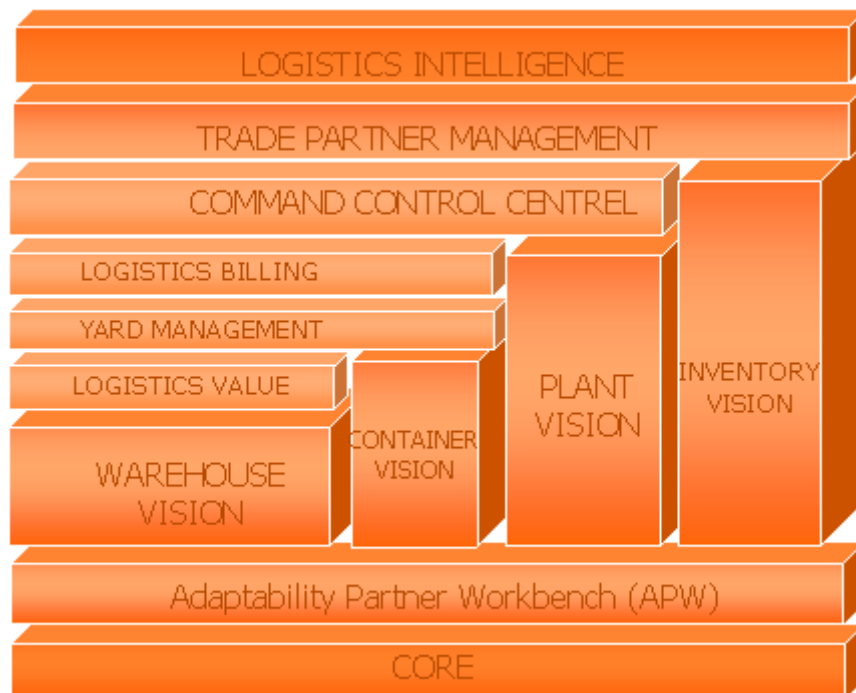 LOGISTICS INTELLIGENCE
TRADE PARTNER MANAGEMENT
COMMAND CONTROL CENTREL
LOGISTICS BILLING
YARD MANAGEMENT
LOGISTICS VALUE
WAREHOUSE
VISION
CONTAINER
VISION
PLANT
VISION
INVENTORY
VISION
Adaptability Partner Workbench (APW)
CORE